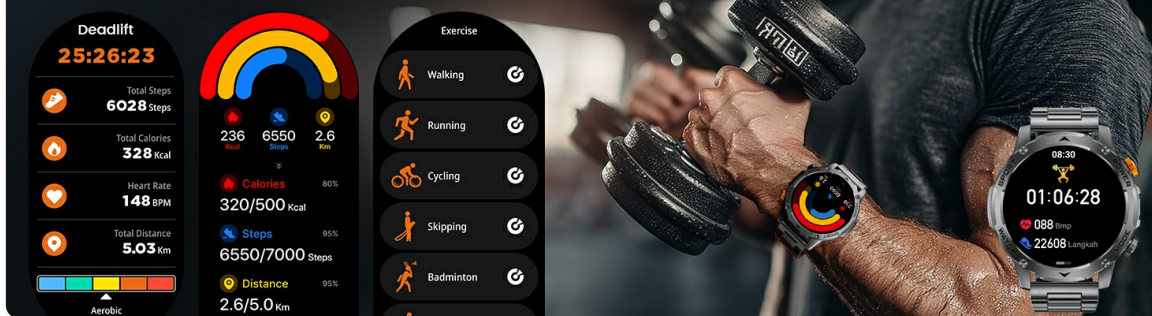 Deadlift
25:26:23
Total Steps
6028 Steps
Total Calories
328 Kcal
Heart Rate
148 BPM
Total Distance
5.03 Km
Aerobic
236
Kcal
6550
Steps
2.6
Km
Calories 80%
320/500 Kcal
Steps 95%
6550/7000 Steps
Distance 95%
2.6/5.0 Km
Exercise
Walking
Running
Cycling
Skipping
Badminton
08:30
01:06:28
088 Bmp
22608 Langkah